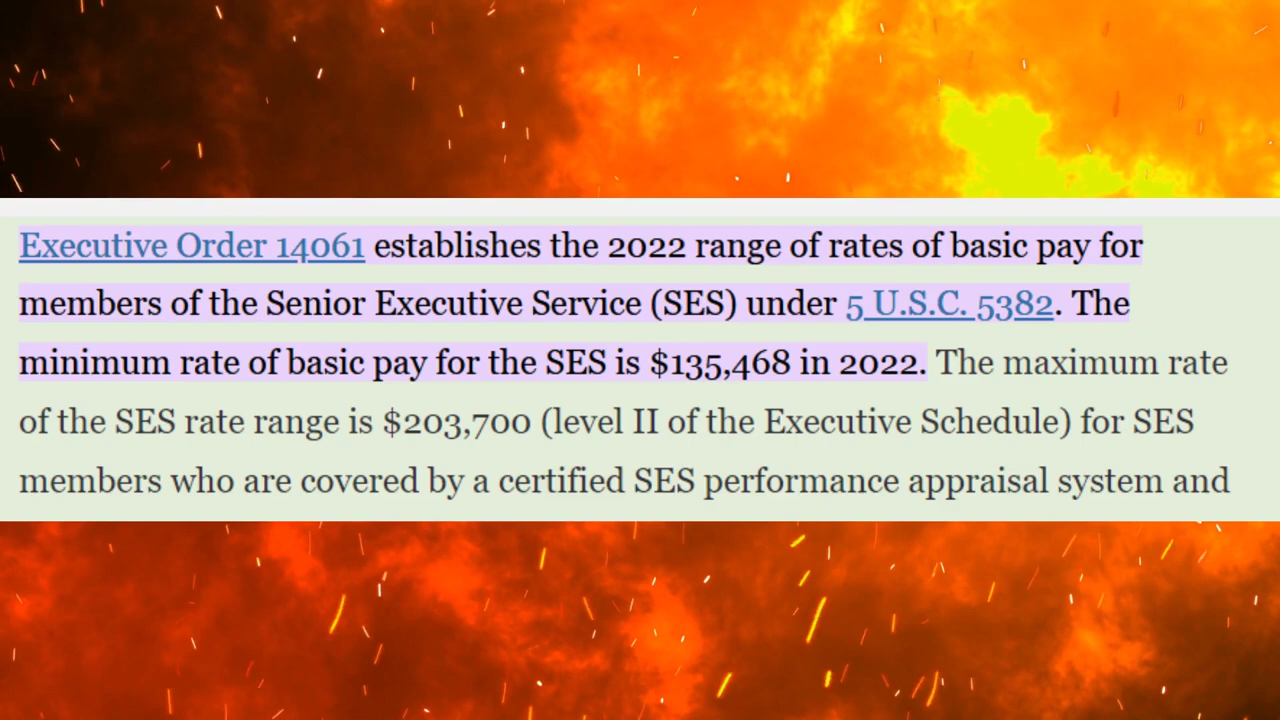 Executive Order 14061 establishes the 2022 range of rates of basic pay for
members of the Senior Executive Service (SES) under 5 U.S.C. 5382. The
minimum rate of basic pay for the SES is $135,468 in 2022. The maximum rate
of the SES rate range is $203,700 (level II of the Executive Schedule) for SES
members who are covered by a certified SES performance appraisal system and